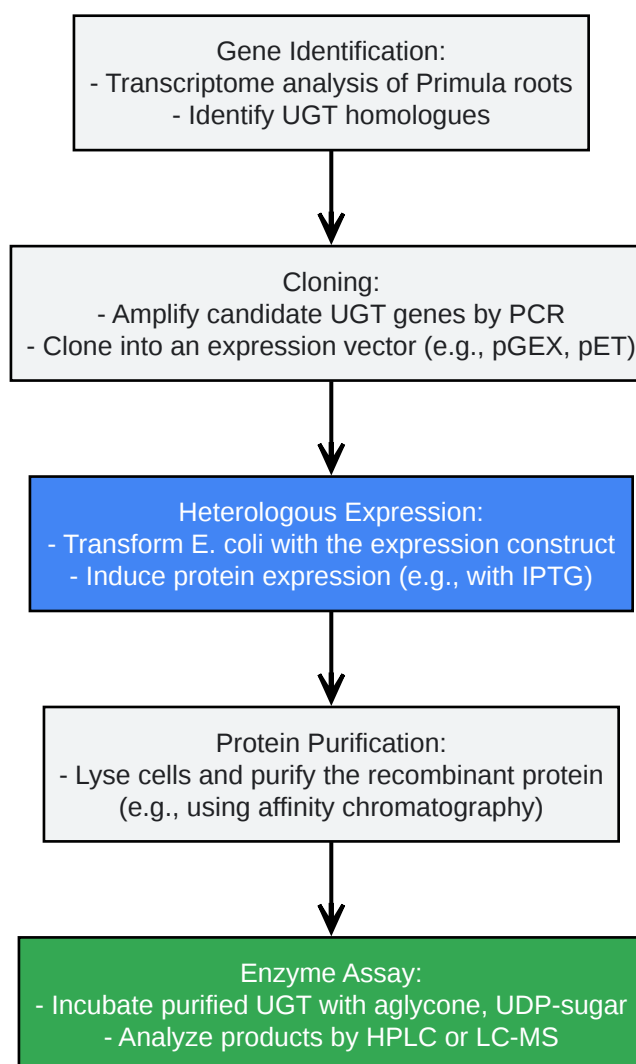 Gene Identification:
- Transcriptome analysis of Primula roots
- Identify UGT homologues
Cloning:
- Amplify candidate UGT genes by PCR
- Clone into an expression vector (e.g., pGEX, pET)
Heterologous Expression:
- Transform E. coli with the expression construct
- Induce protein expression (e.g., with IPTG)
Protein Purification:
- Lyse cells and purify the recombinant protein
(e.g., using affinity chromatography)
Enzyme Assay:
- Incubate purified UGT with aglycone, UDP-sugar
- Analyze products by HPLC or LC-MS